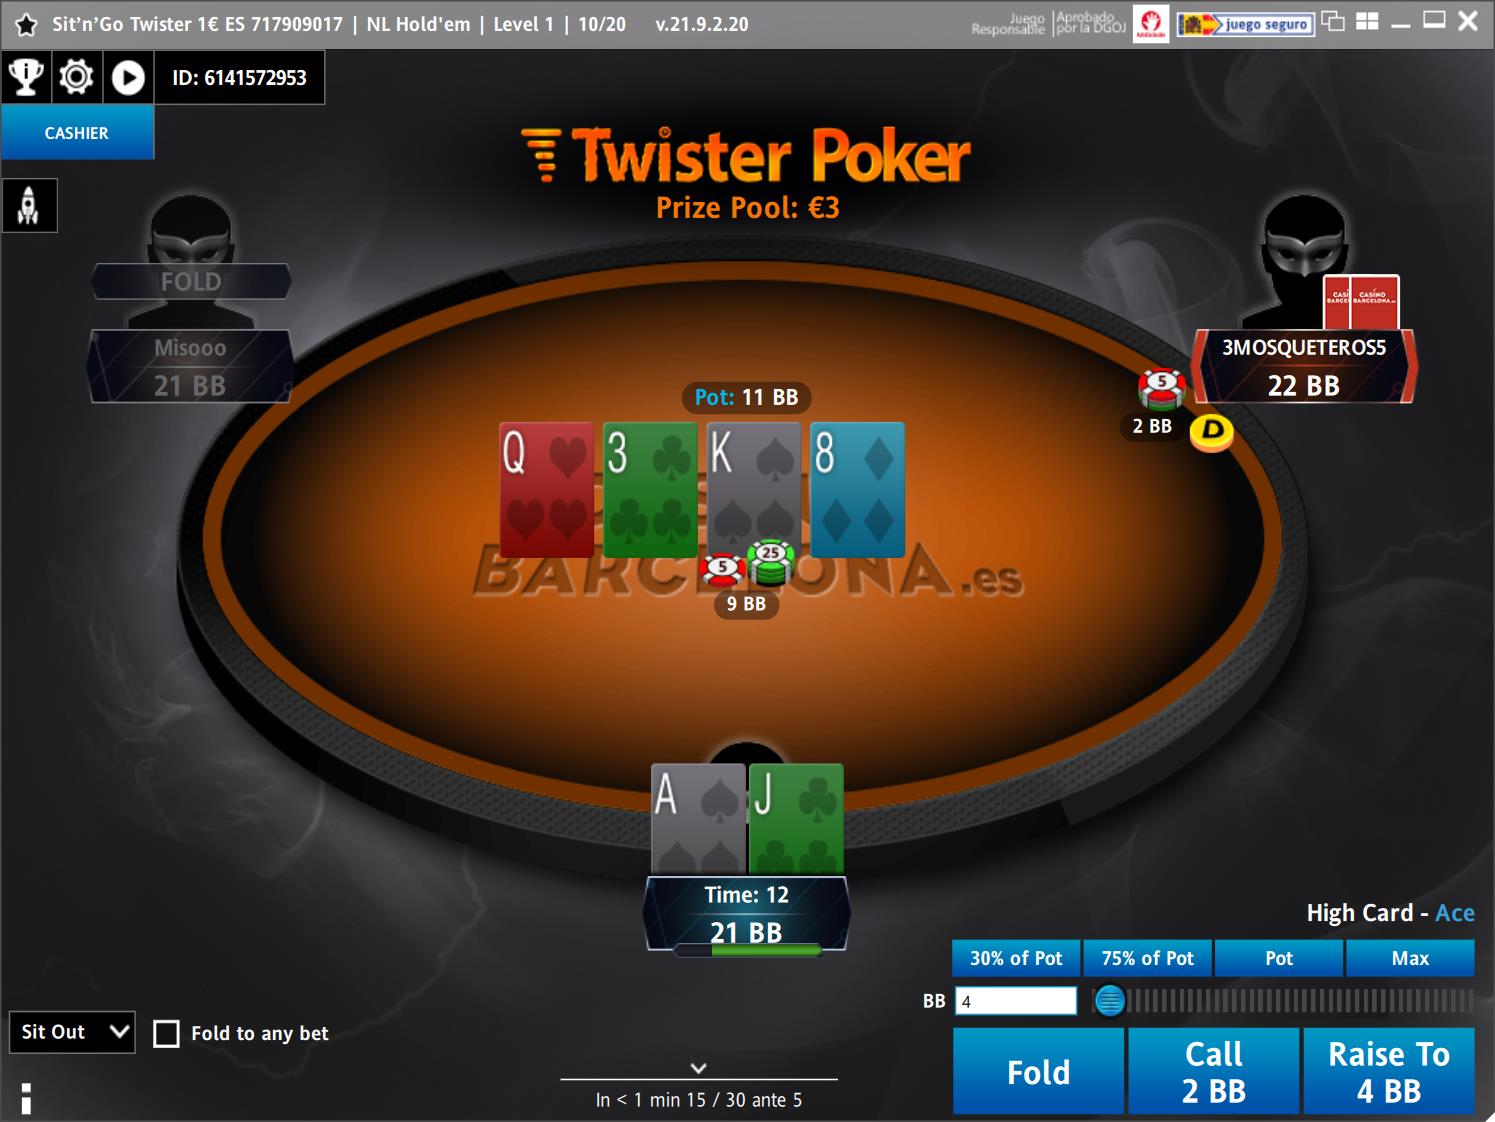 Sit'n'Go Twister 1€ ES 717909017 | NL Hold'em | Level 1 | 10/20 v.21.9.2.20
Juego Responsable
Aprobado por la DGOJ
juego seguro
ID: 6141572953
CASHIER
Twister Poker
Prize Pool: €3
FOLD
Misooo
21 BB
CASINO
BARCELONA.es
3MOSQUETEROS5
22 BB
5
2 BB
D
Pot: 11 BB
Q
3
K
8
BARCELONA.es
5
25
9 BB
A
J
Time: 12
21 BB
High Card - Ace
30% of Pot
75% of Pot
Pot
Max
BB 4
Sit Out
Fold to any bet
Fold
Call 2 BB
Raise To 4 BB
In < 1 min 15 / 30 ante 5